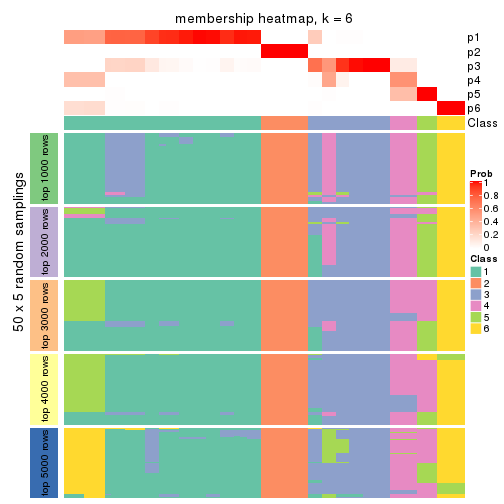 membership heatmap, k = 6
p1
p2
p3
p4
p5
p6
Class
50 x 5 random samplings
top 1000 rows
top 2000 rows
top 3000 rows
top 4000 rows
top 5000 rows
Prob
1
0.8
0.6
0.4
0.2
0
Class
1
2
3
4
5
6